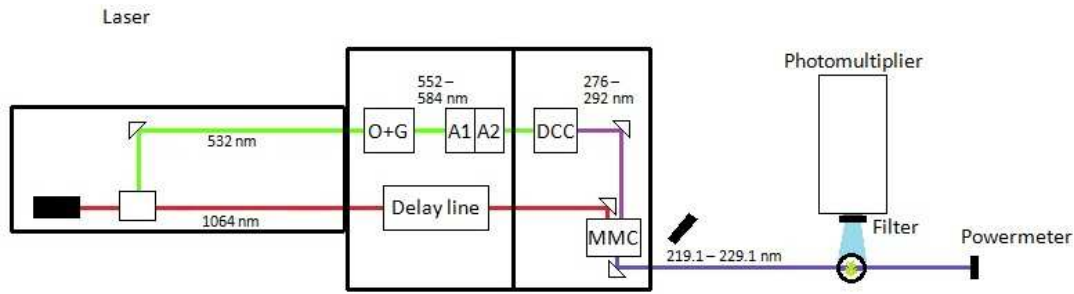 Laser
532 nm
1064 nm
552 –
584 nm
O+G
A1
A2
Delay line
276 –
292 nm
DCC
MMC
219.1 – 229.1 nm
Photomultiplier
Filter
Powermeter